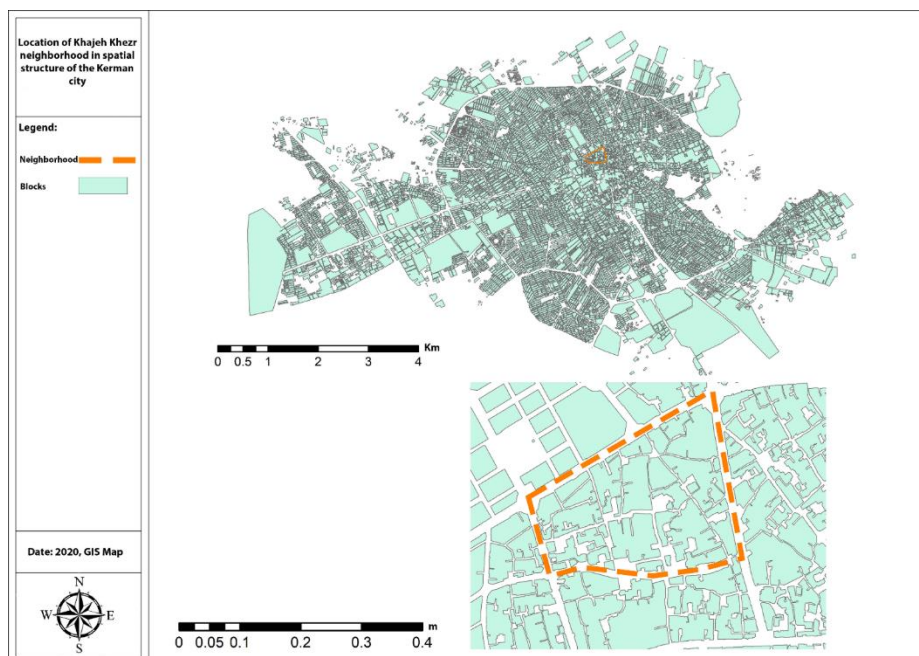 Location of Khajeh Khezr
neighborhood in spatial
structure of the Kerman
city
Legend:
Neighborhood
Blocks
Date: 2020, GIS Map
N
W E
S
Km
0 0.5 1 2 3 4
m
0 0.05 0.1 0.2 0.3 0.4